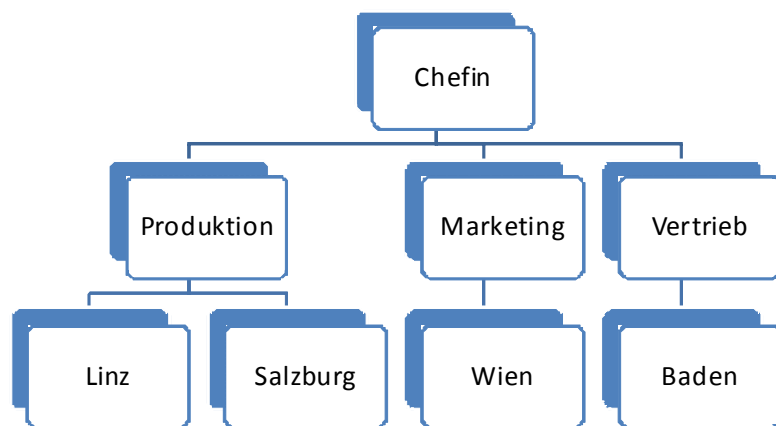 Chefin
Produktion
Marketing
Vertrieb
Linz
Salzburg
Wien
Baden